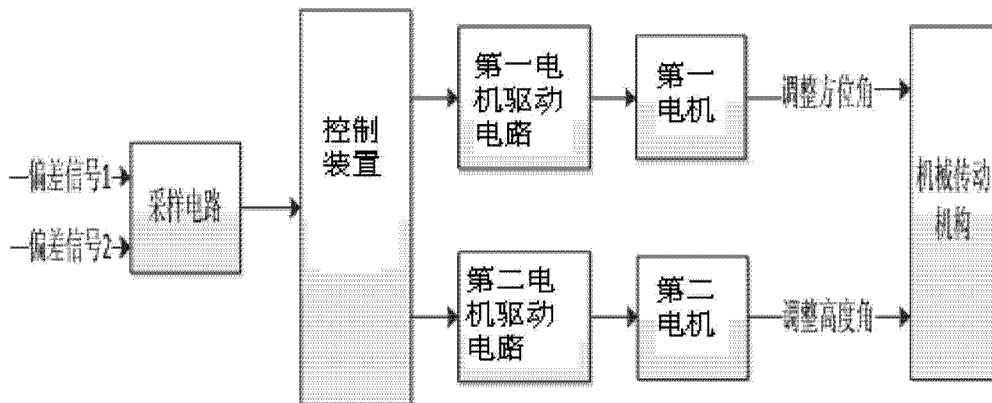 偏差信号1
偏差信号2
采样电路
控制
装置
第一电
机驱动
电路
第一
电机
调整方位角
第二电
机驱动
电路
第二
电机
调整高度角
机械传动
机构